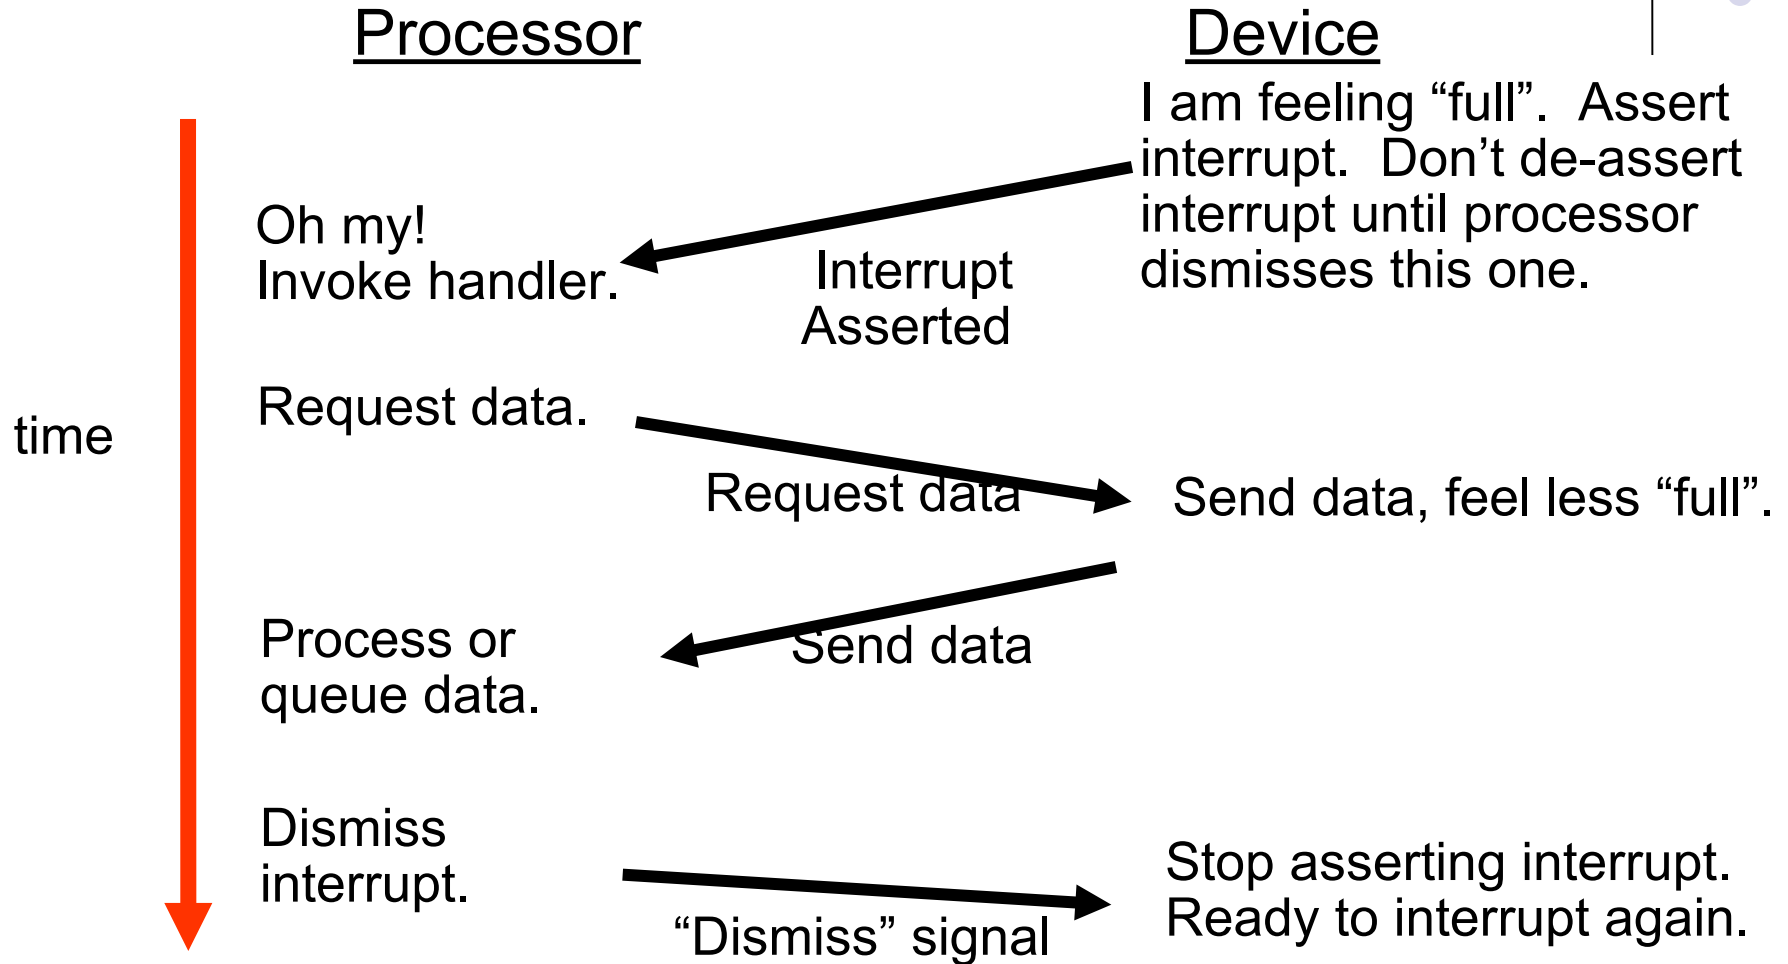 Processor
Device
I am feeling “full”.  Assert
interrupt.  Don’t de-assert
interrupt until processor
dismisses this one.
Oh my!
Invoke handler.
Interrupt
Asserted
Request data.
time
Request data
Send data, feel less “full”.
Process or
queue data.
Send data
Dismiss
interrupt.
Stop asserting interrupt.
Ready to interrupt again.
“Dismiss” signal